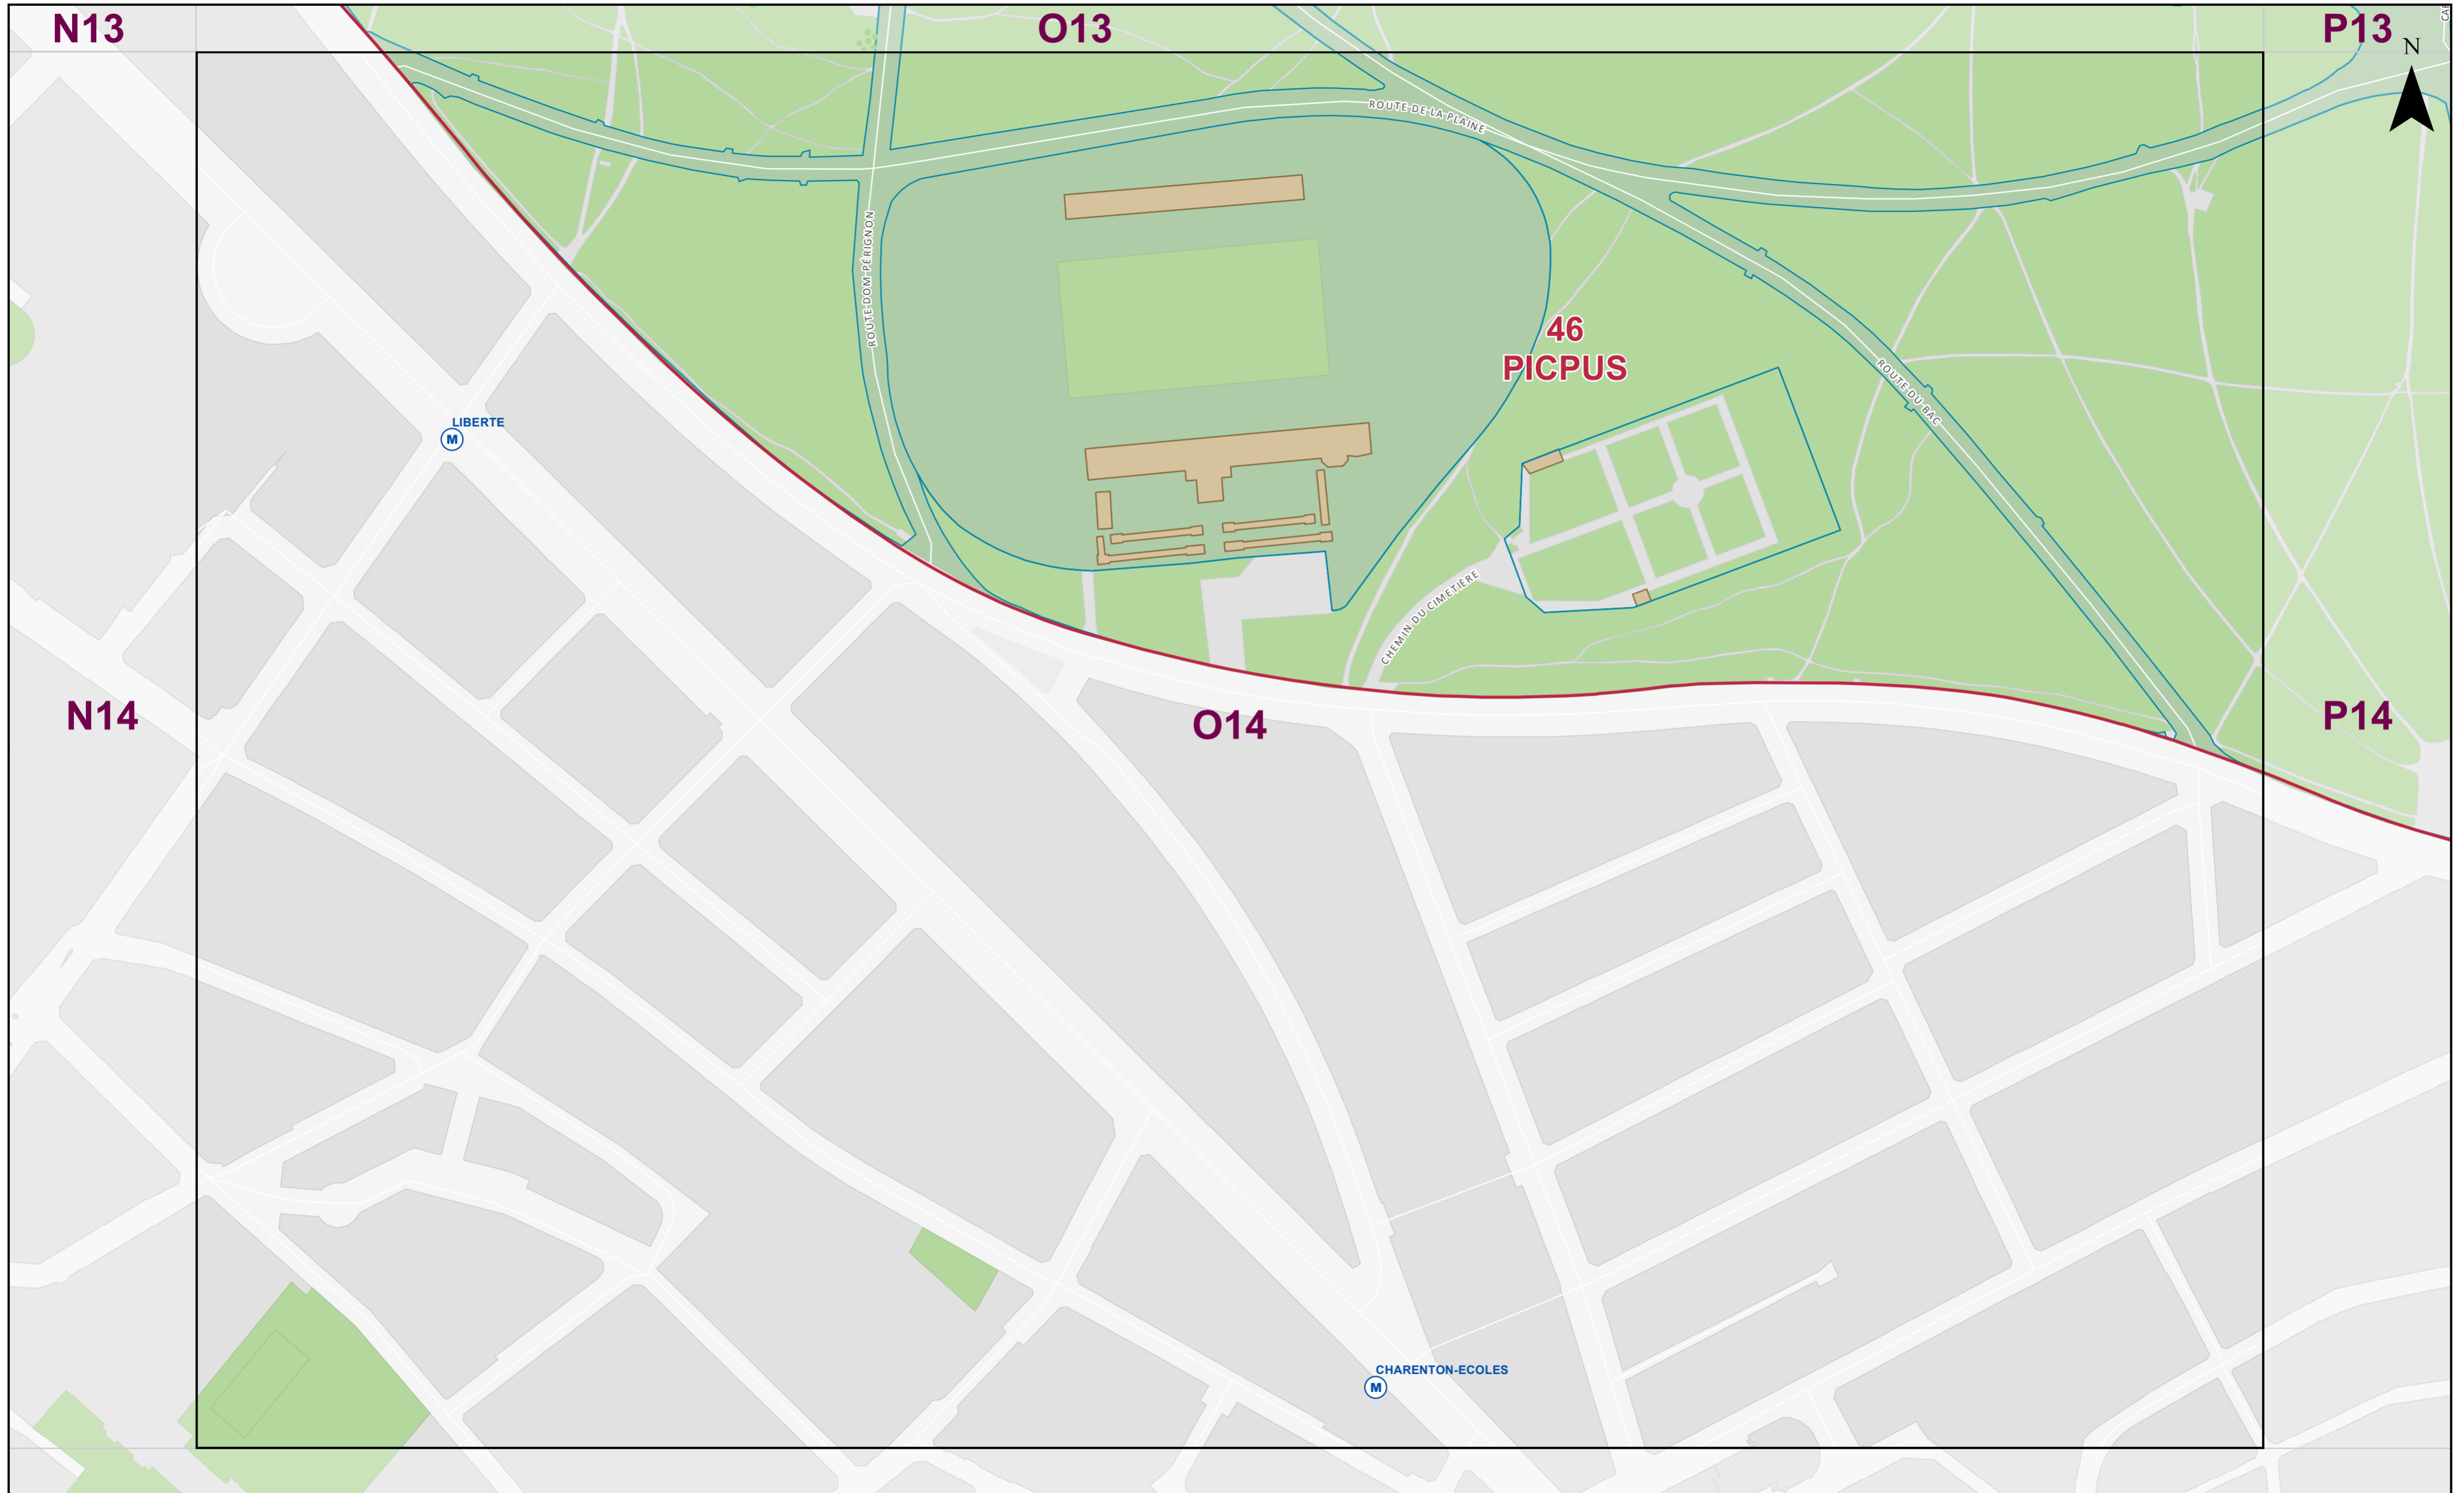 N13
O13
P13
CAR
N
ROUTE DE LA PLAINE
ROUTE DOM PÉRIGNON
46
PICPUS
ROUTE DU BAC
M
LIBERTE
CHEMIN DU CIMETIÈRE
N14
O14
P14
CHARENTON-ECOLES
M